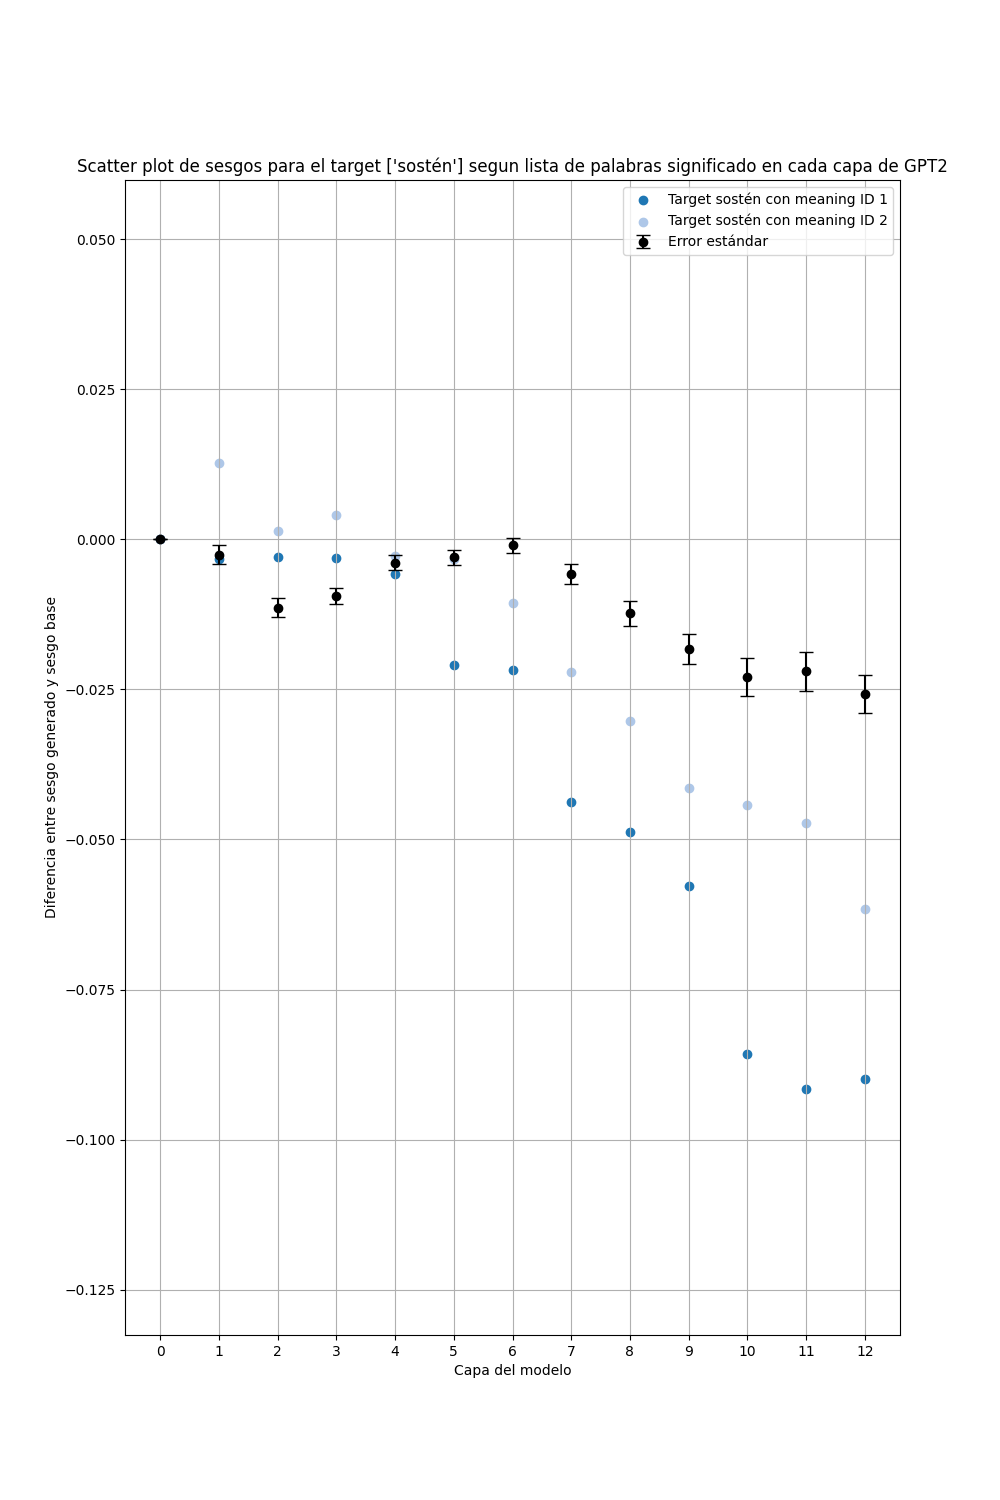 Scatter plot de sesgos para el target ['sostén'] segun lista de palabras significado en cada capa de GPT2
Target sostén con meaning ID 1
Target sostén con meaning ID 2
Error estándar
0.050
0.025
0.000
−0.025
−0.050
−0.075
−0.100
−0.125
Diferencia entre sesgo generado y sesgo base
0 1 2 3 4 5 6 7 8 9 10 11 12
Capa del modelo